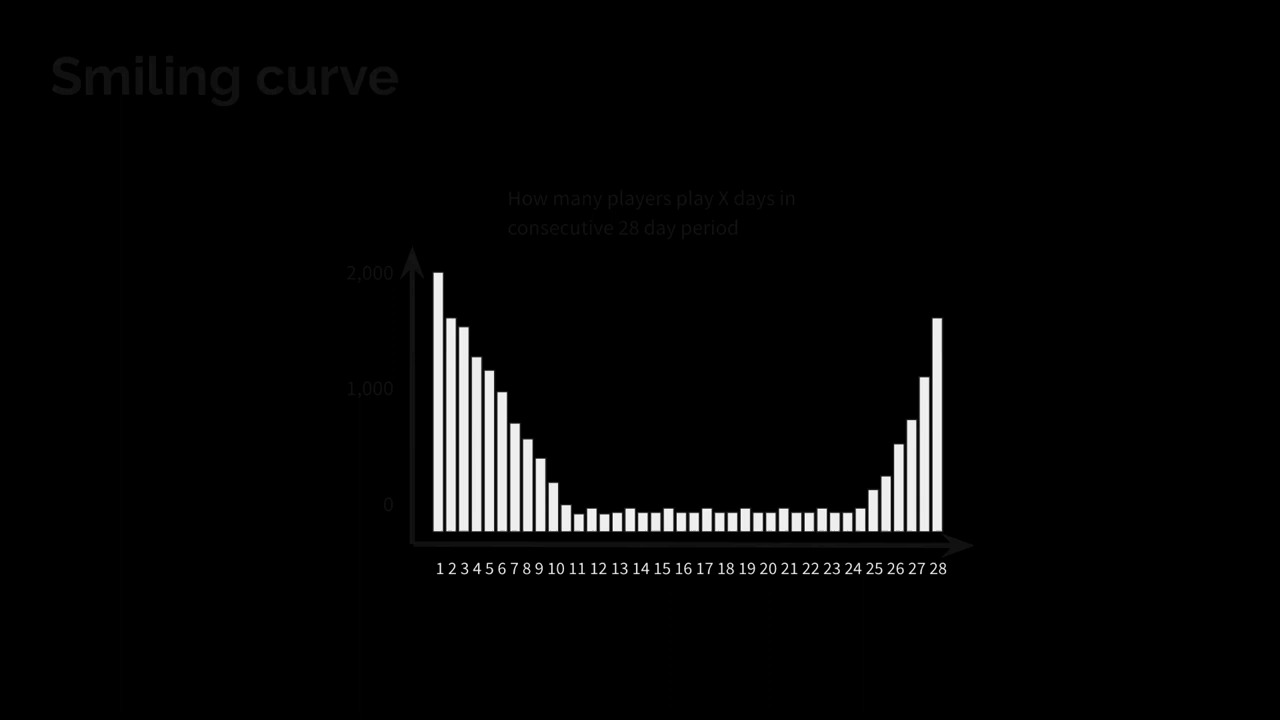 Smiling curve
How many players play X days in
consecutive 28 day period
2,000
1,000
0
1 2 3 4 5 6 7 8 9 10 11 12 13 14 15 16 17 18 19 20 21 22 23 24 25 26 27 28